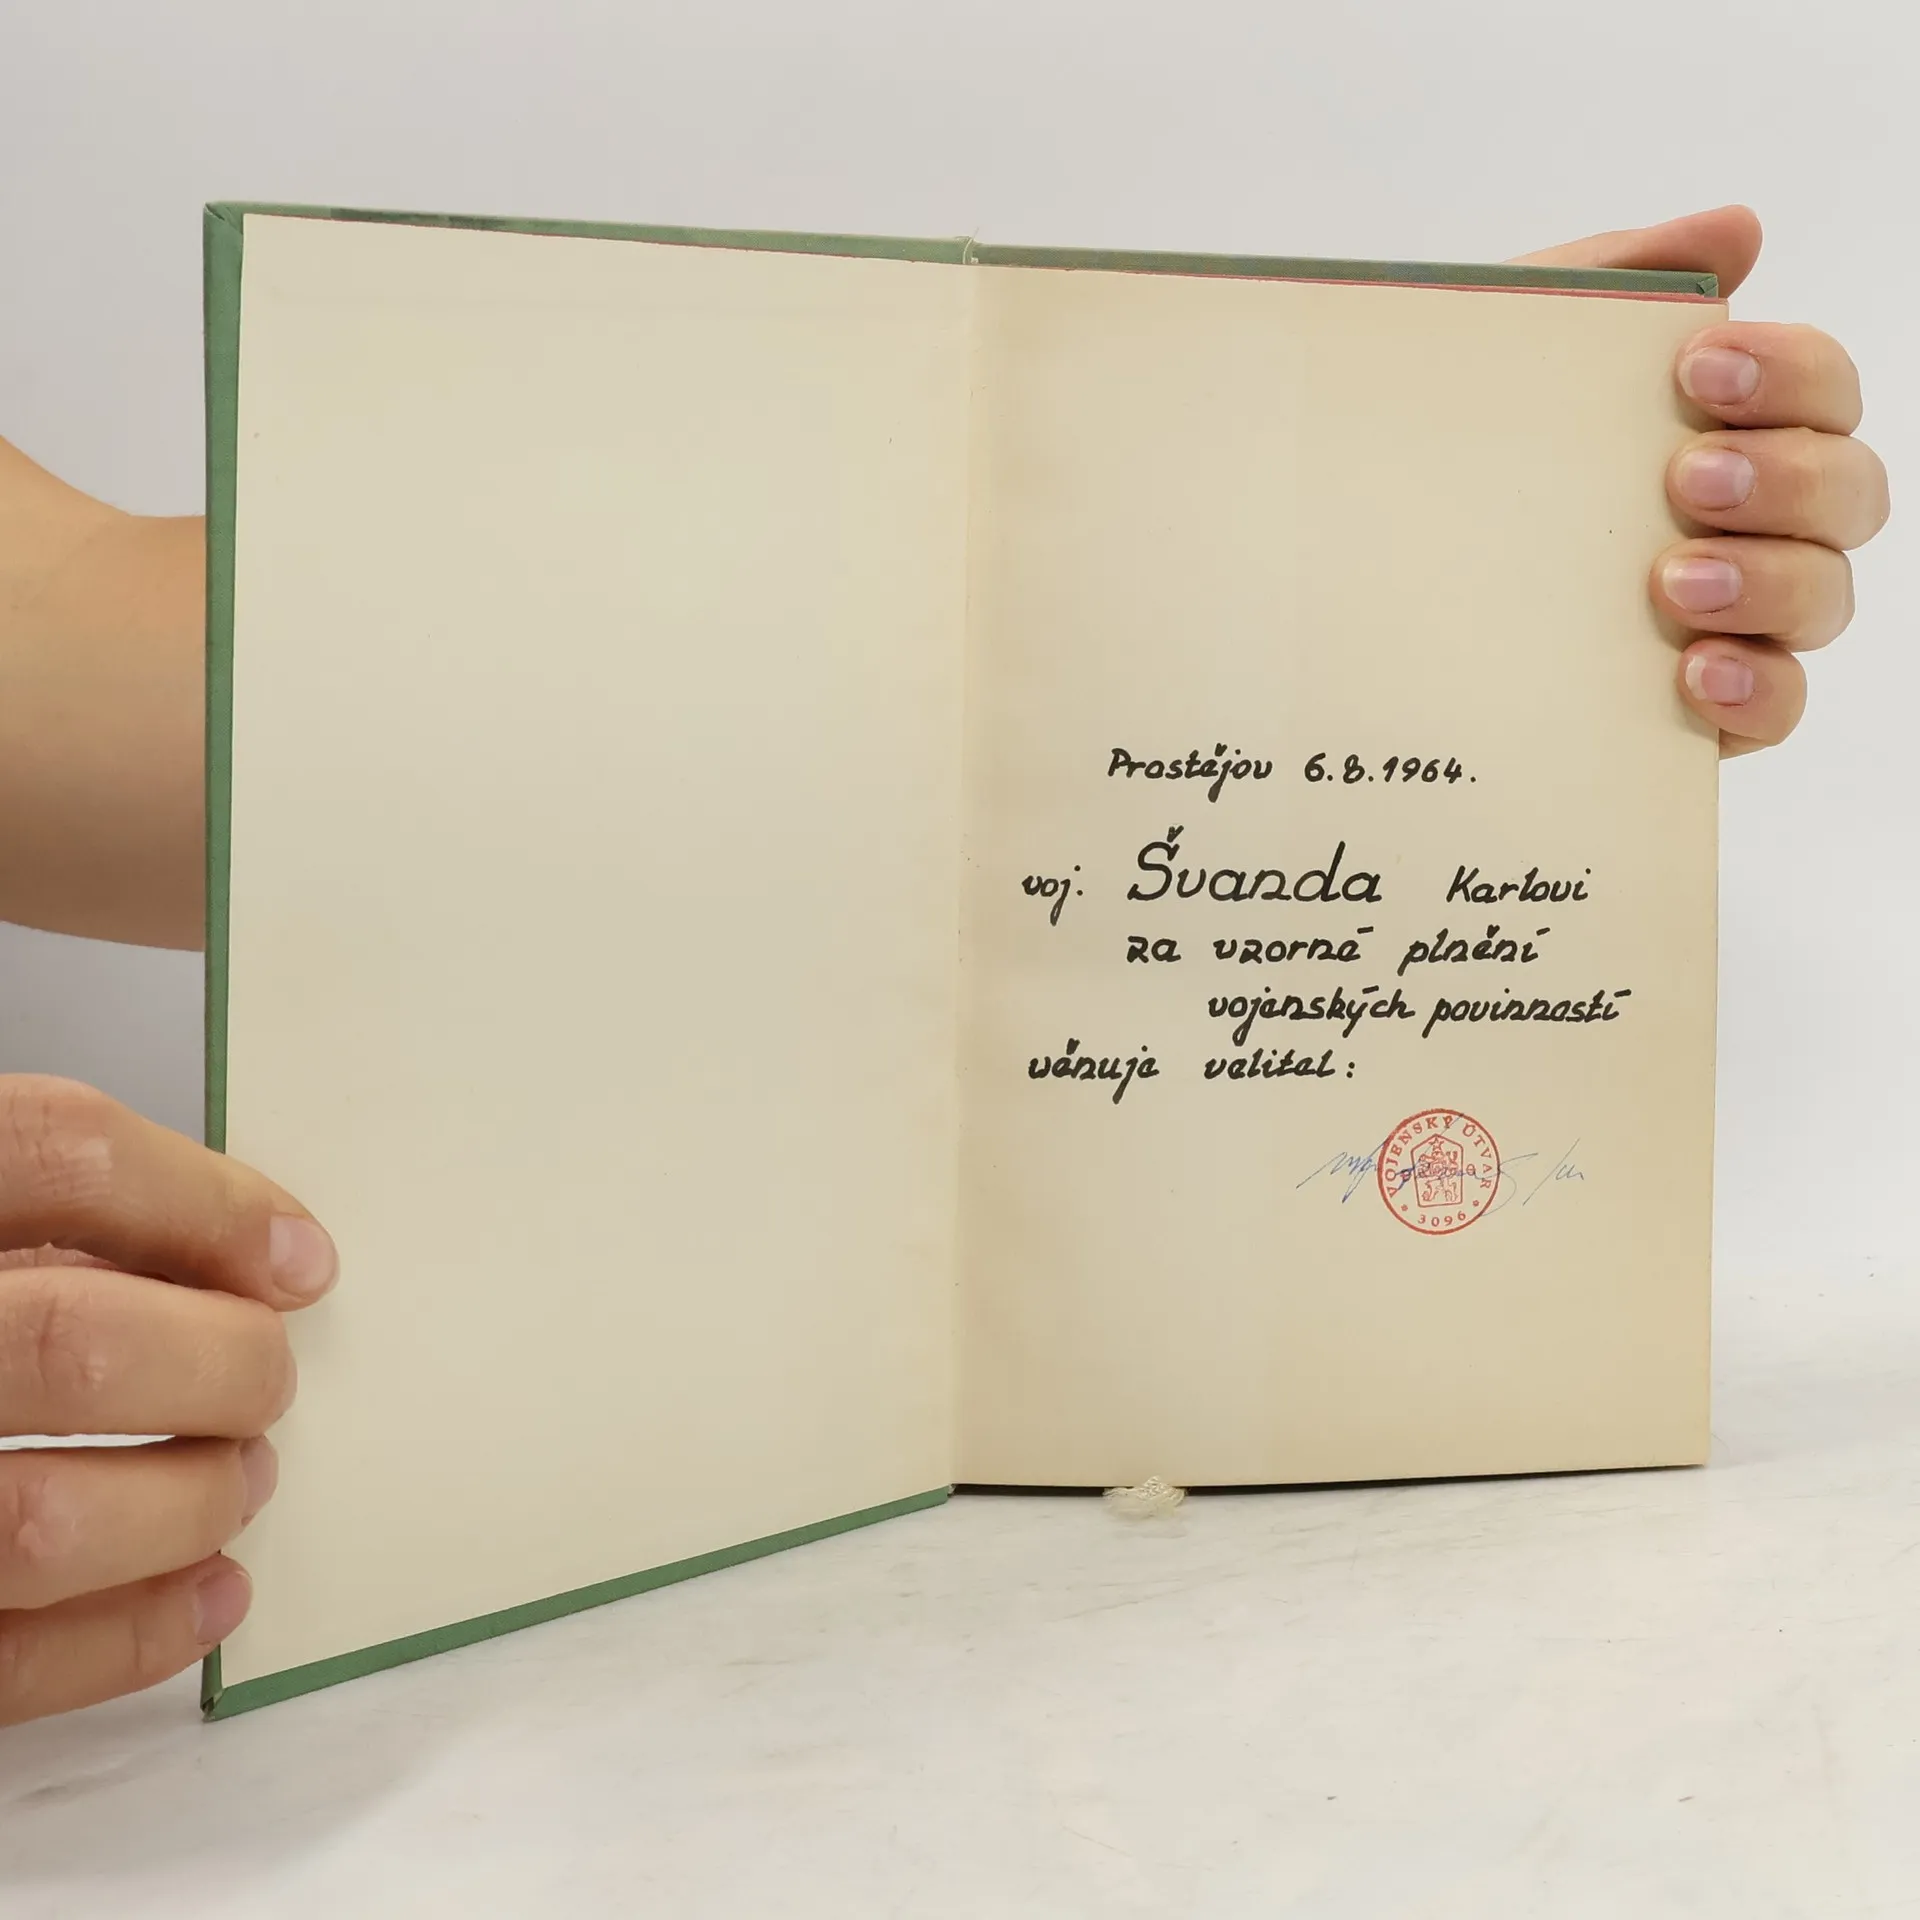 Prostějov 6.8.1964.
voj. Švanda Karlovi
za vzorné plnění
vojenských povinností
věnuje velitel:
VOJENSKÝ ÚTVAR
3096